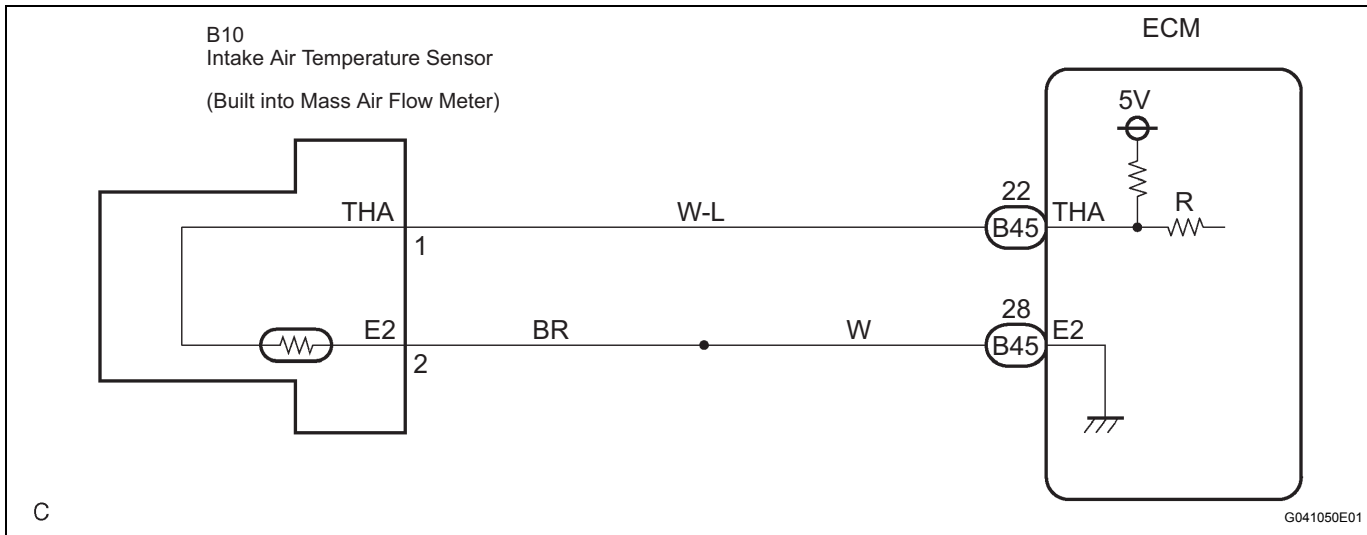 B10
Intake Air Temperature Sensor
(Built into Mass Air Flow Meter)
ECM
5V
THA
1
W-L
22
B45
THA
R
E2
2
BR
W
28
B45
E2
C
G041050E01